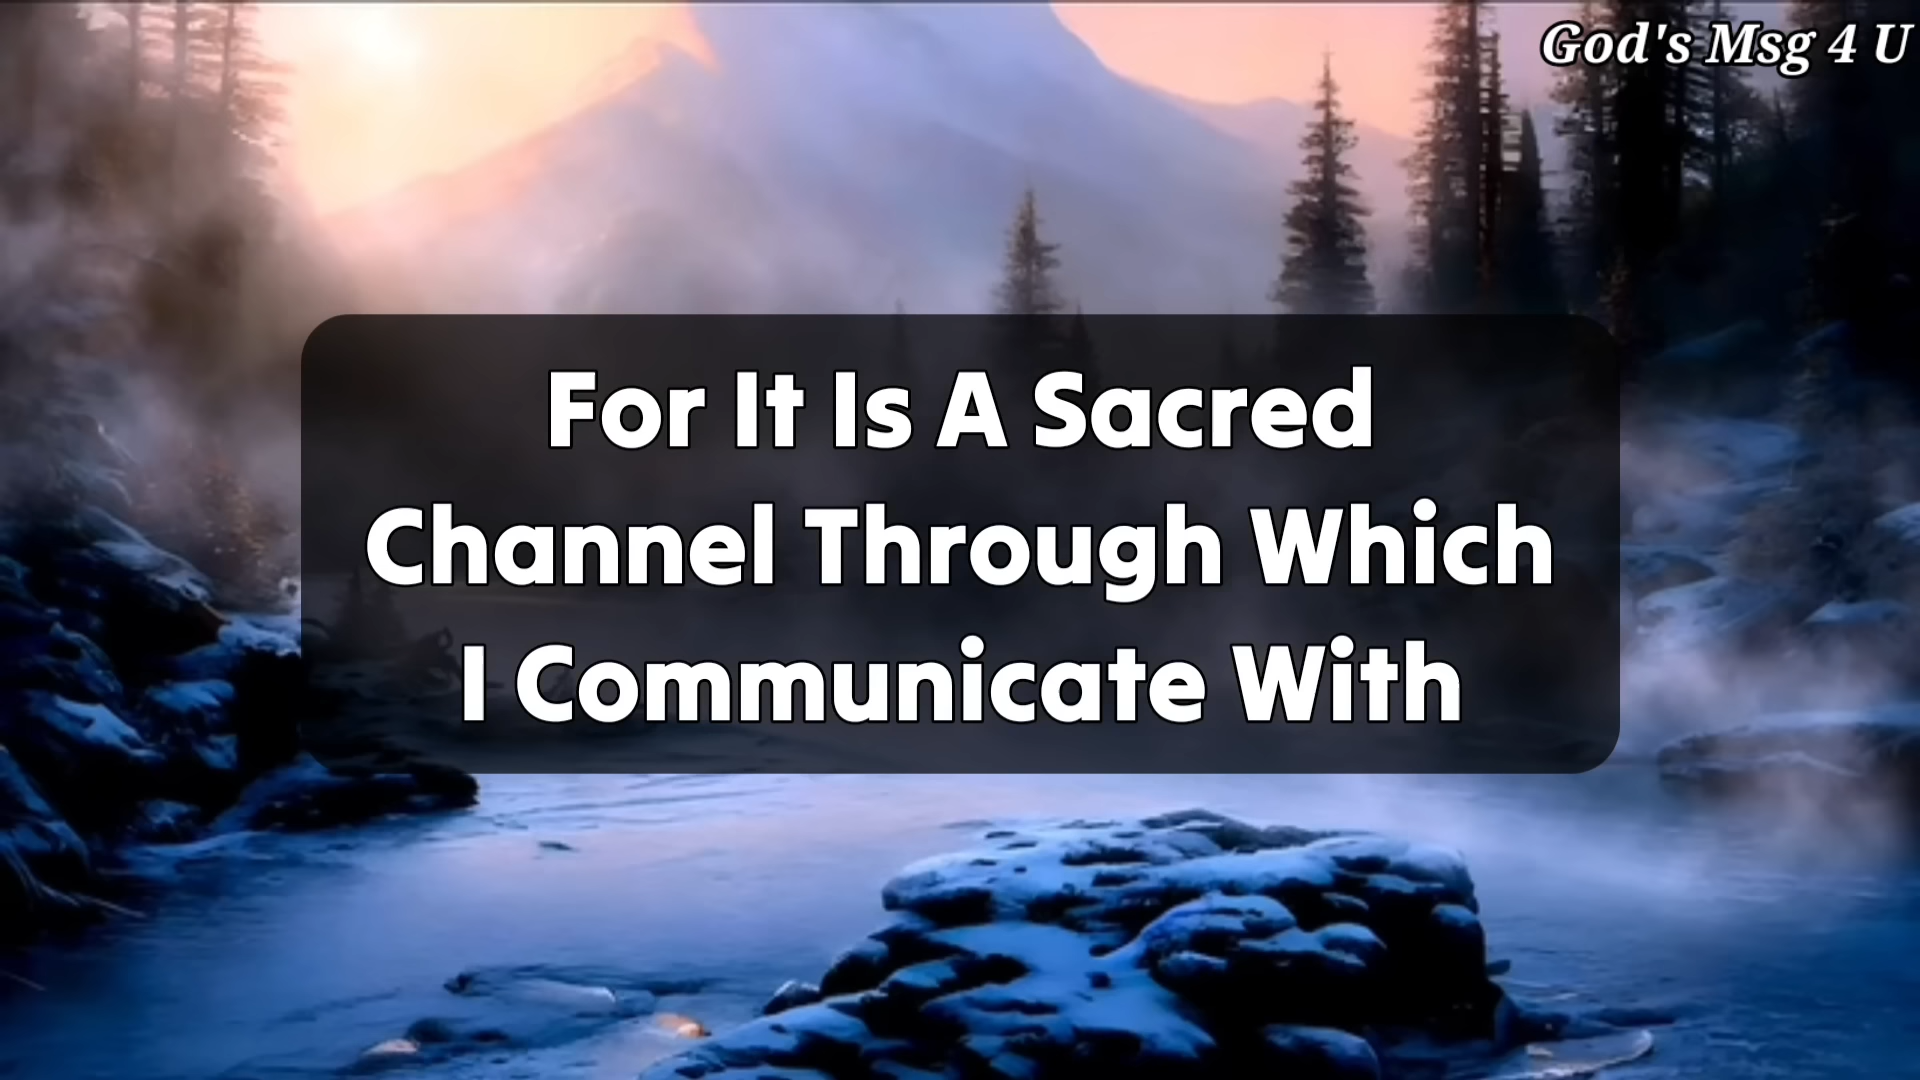 God's Msg 4 U
For It Is A Sacred
Channel Through Which
I Communicate With